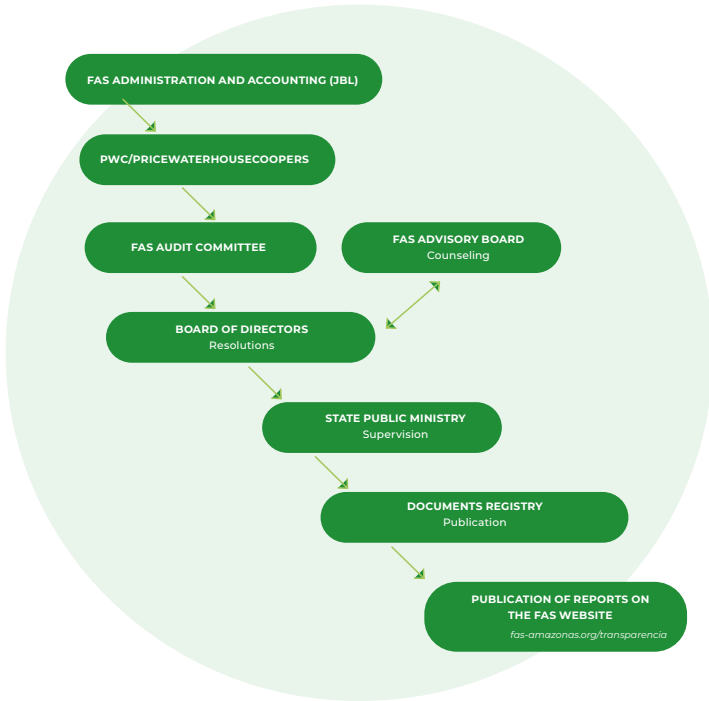 FAS ADMINISTRATION AND ACCOUNTING (JBL)
PWC/PRICEWATERHOUSECOOPERS
FAS AUDIT COMMITTEE
FAS ADVISORY BOARD
Counseling
BOARD OF DIRECTORS
Resolutions
STATE PUBLIC MINISTRY
Supervision
DOCUMENTS REGISTRY
Publication
PUBLICATION OF REPORTS ON
THE FAS WEBSITE
fas-amazonas.org/transparencia